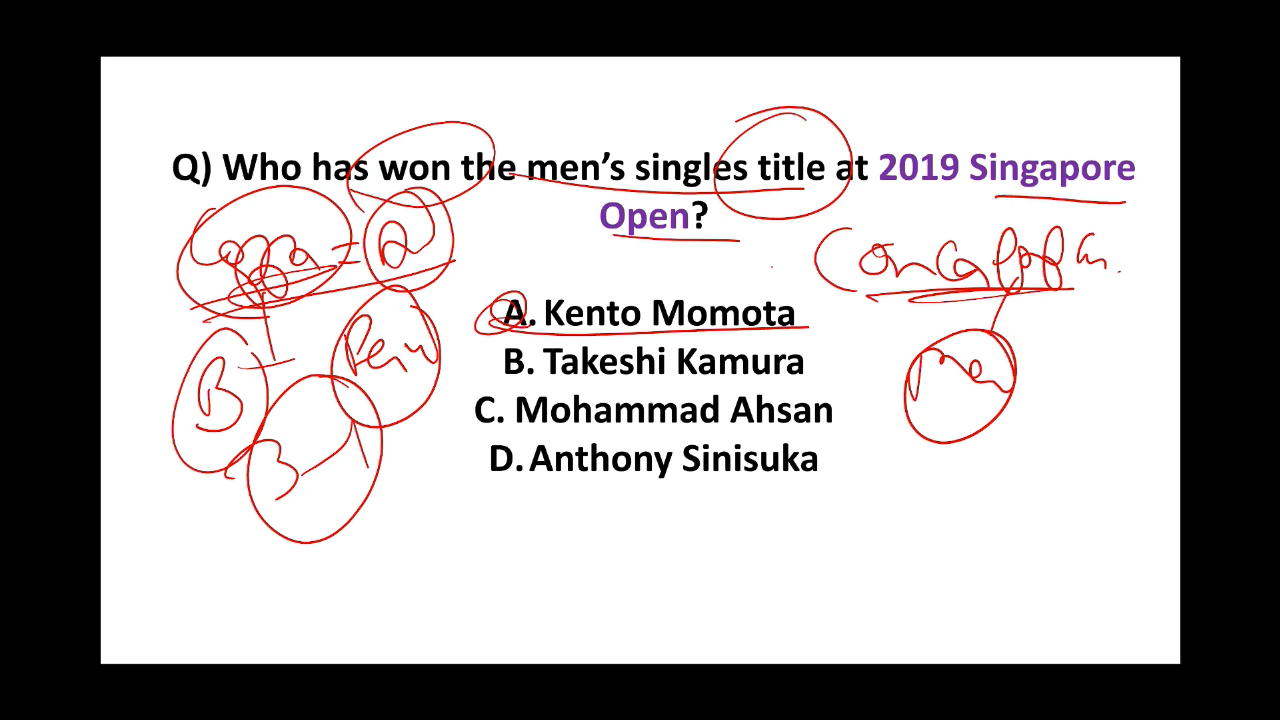 Q) Who has won the men’s singles title at 2019 Singapore
Open?
A. Kento Momota
B. Takeshi Kamura
C. Mohammad Ahsan
D. Anthony Sinisuka
B